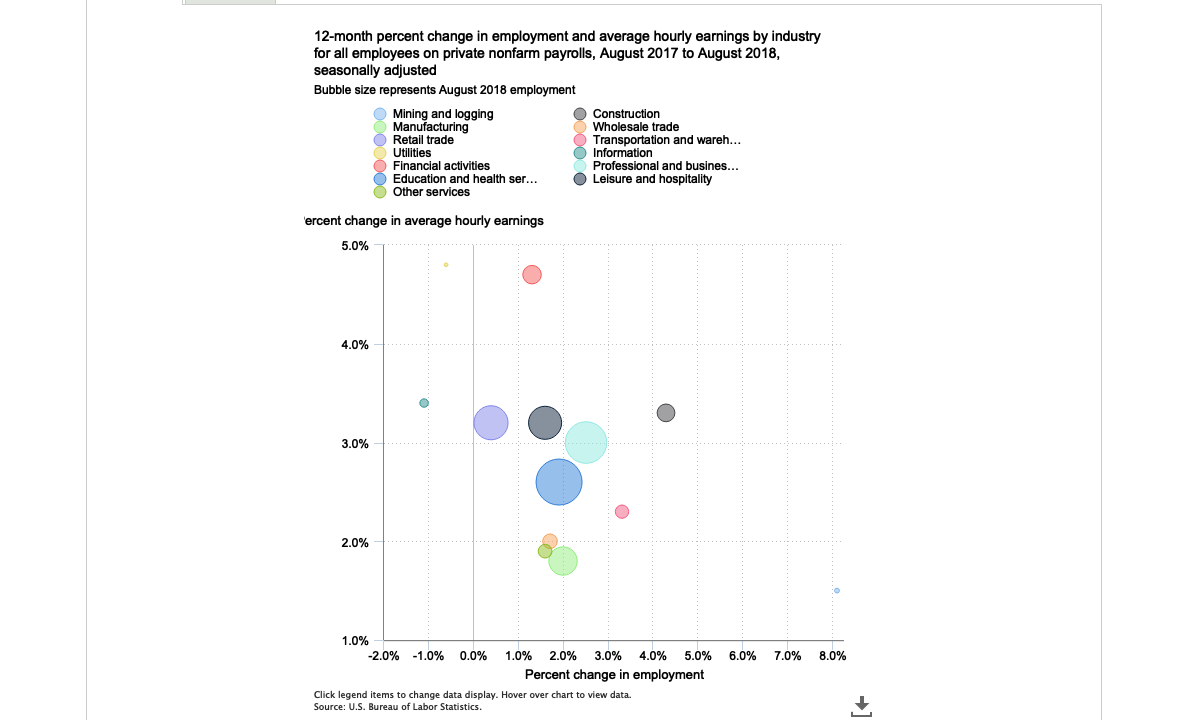 12-month percent change in employment and average hourly earnings by industry
for all employees on private nonfarm payrolls, August 2017 to August 2018,
seasonally adjusted
Bubble size represents August 2018 employment
Mining and logging
Construction
Manufacturing
Wholesale trade
Retail trade
Transportation and wareh...
Utilities
Information
Financial activities
Professional and busines...
Education and health ser...
Leisure and hospitality
Other services
ercent change in average hourly earnings
5.0%
4.0%
3.0%
2.0%
1.0%
-2.0% -1.0% 0.0% 1.0% 2.0% 3.0% 4.0% 5.0% 6.0% 7.0% 8.0%
Percent change in employment
Click legend items to change data display. Hover over chart to view data.
Source: U.S. Bureau of Labor Statistics.